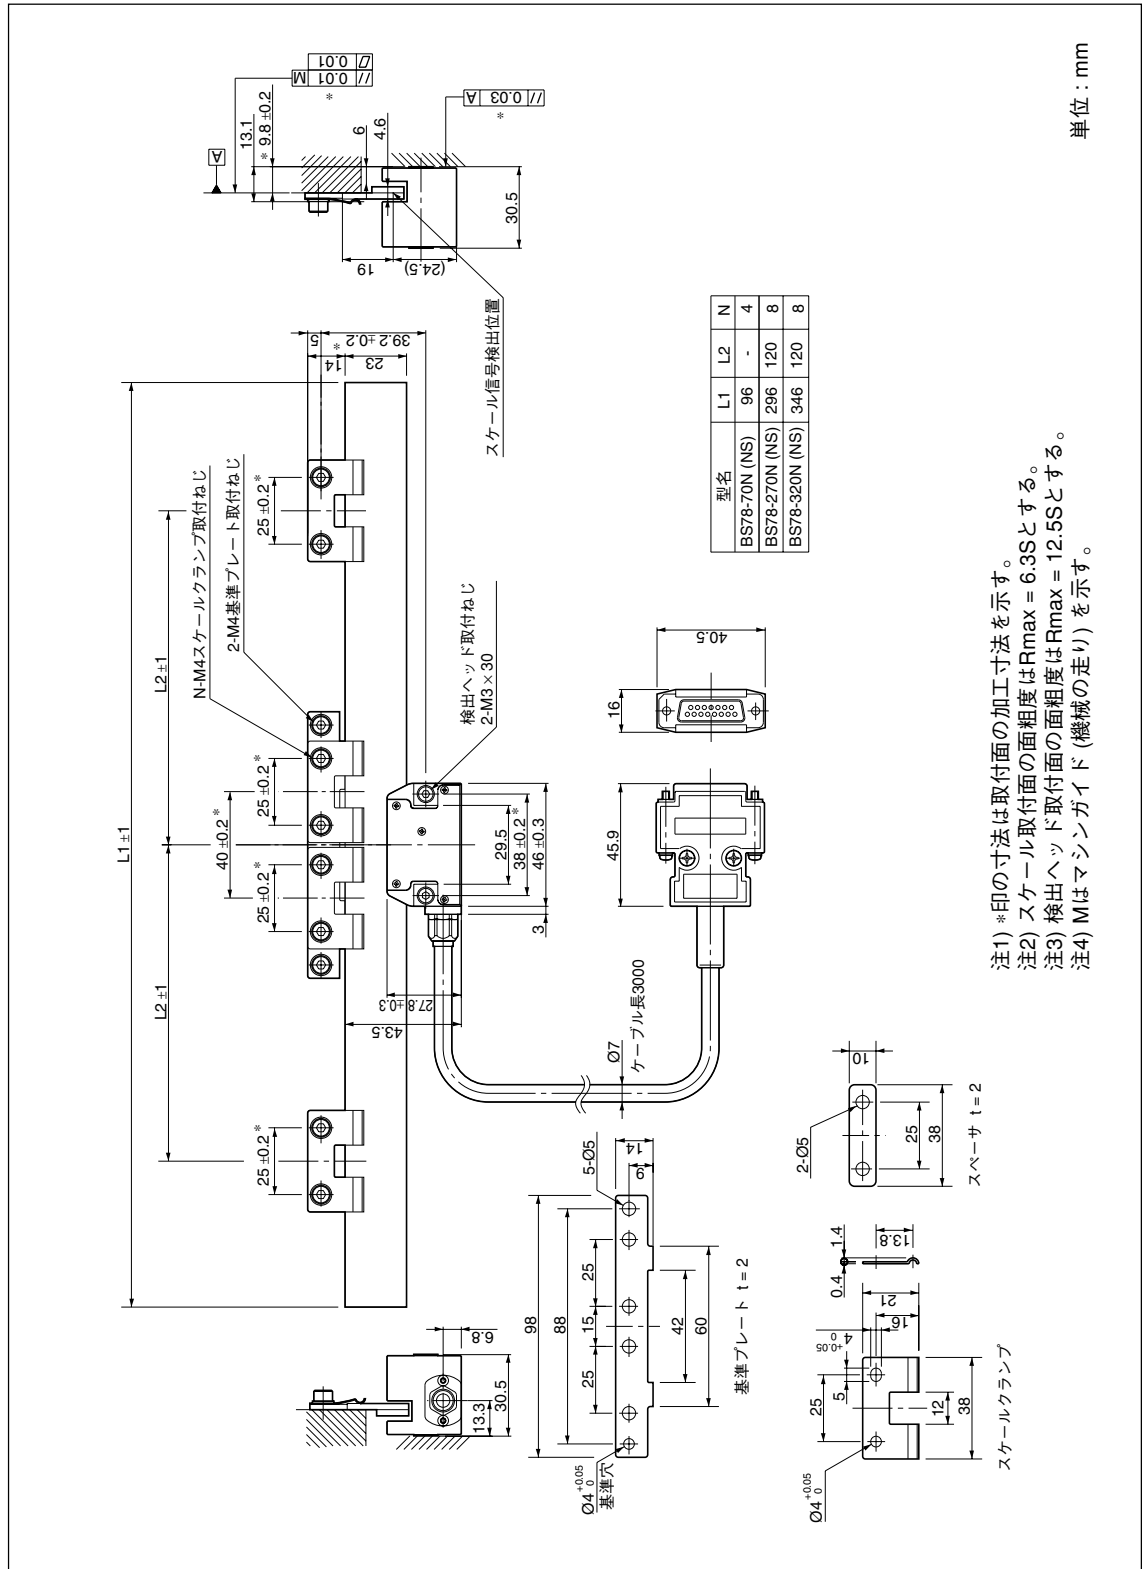 L1 ±1
L2 ±1
L2 ±1
40 ±0.2 *
25 ±0.2 *
25 ±0.2 *
25 ±0.2 *
25 ±0.2 *
N-M4スケールクランプ取付ねじ
2-M4基準プレート取付ねじ
5
14
23
39.2 ±0.2 *
検出ヘッド取付ねじ
2-M3×30
29.5
38 ±0.2 *
46 ±0.3
3
27.8 ±0.3
43.5
Ø7
ケーブル長3000
45.9
16
40.5
A
13.1
* 9.8 ±0.2
6
4.6
// 0.01 M
0.01
*
// 0.03 A
*
19
(24.5)
30.5
スケール信号検出位置
6.8
13.3
30.5
98
88
25
15
25
5-Ø5
14
9
42
60
Ø4 +0.05 0
基準穴
基準プレート t = 2
Ø4 +0.05 0
25
5
4 +0.05 0
16
21
12
38
スケールクランプ
0.4
1.4
13.8
2-Ø5
10
25
38
スペーサ t = 2
型名 L1 L2 N
BS78-70N (NS) 96 - 4
BS78-270N (NS) 296 120 8
BS78-320N (NS) 346 120 8
注1) *印の寸法は取付面の加工寸法を示す。
注2) スケール取付面の面粗度はRmax = 6.3Sとする。
注3) 検出ヘッド取付面の面粗度はRmax = 12.5Sとする。
注4) Mはマシンガイド (機械の走り) を示す。
単位 : mm